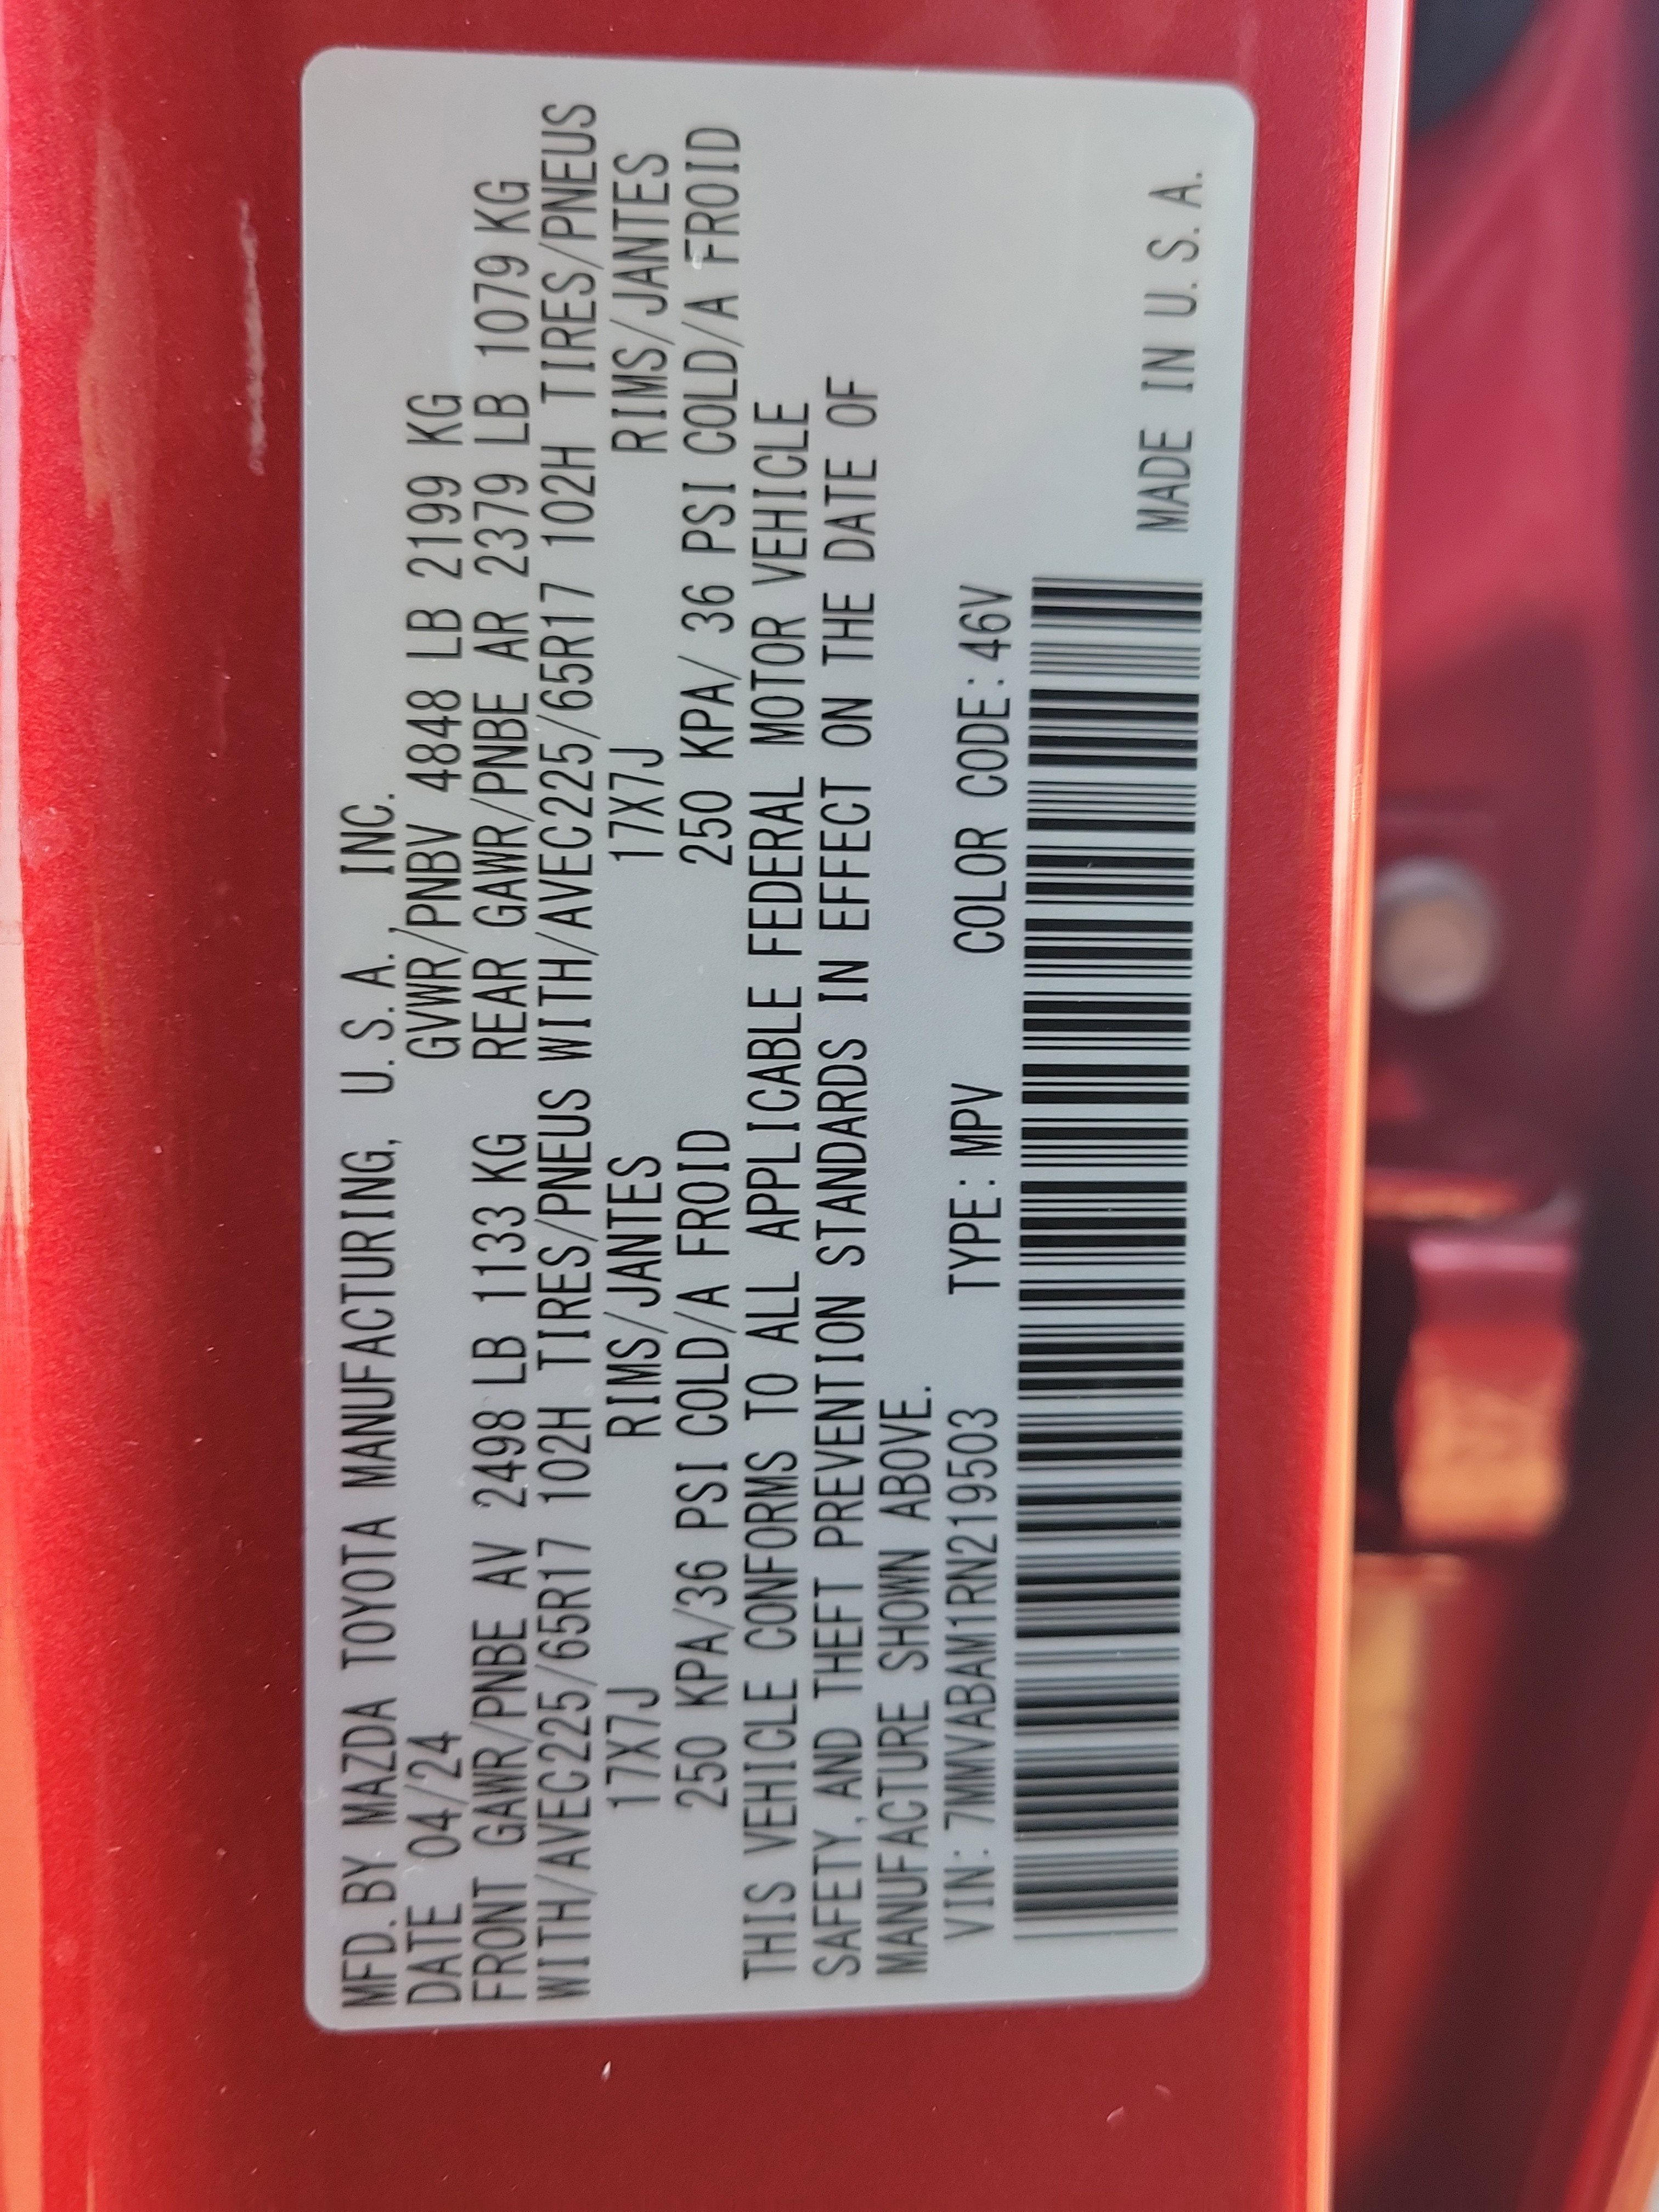 MFD. BY MAZDA TOYOTA MANUFACTURING, U. S. A. , INC.
DATE 04/24 GVWR/PNBV 4848 LB 2199 KG
FRONT GAWR/PNBE AV 2498 LB 1133 KG REAR GAWR/PNBE AR 2379 LB 1079 KG
WITH/AVEC225/65R17 102H TIRES/PNEUS WITH/AVEC225/65R17 102H TIRES/PNEUS
17X7J RIMS/JANTES 17X7J RIMS/JANTES
250 KPA/36 PSI COLD/A FROID 250 KPA/ 36 PSI COLD/A FROID
THIS VEHICLE CONFORMS TO ALL APPLICABLE FEDERAL MOTOR VEHICLE
SAFETY, AND THEFT PREVENTION STANDARDS IN EFFECT ON THE DATE OF
MANUFACTURE SHOWN ABOVE.
VIN: 7MMVABAM1RN219503 TYPE: MPV COLOR CODE: 46V
MADE IN U. S. A.